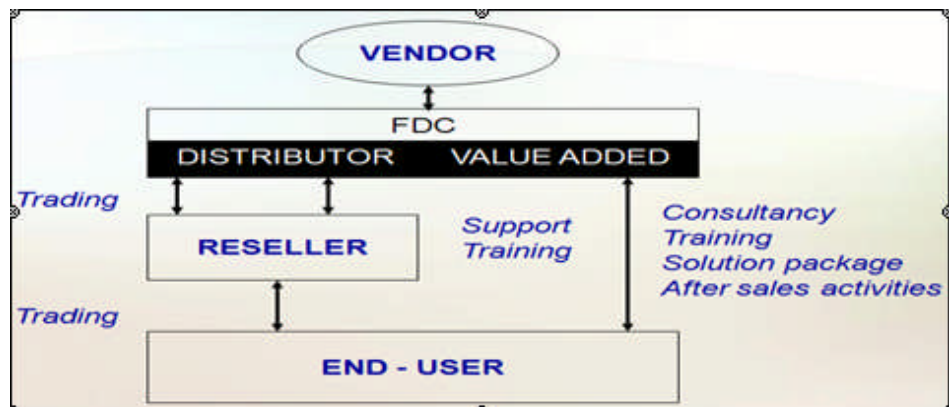 VENDOR
FDC
DISTRIBUTOR VALUE ADDED
Trading
RESELLER
Support
Training
Consultancy
Training
Solution package
After sales activities
Trading
END - USER